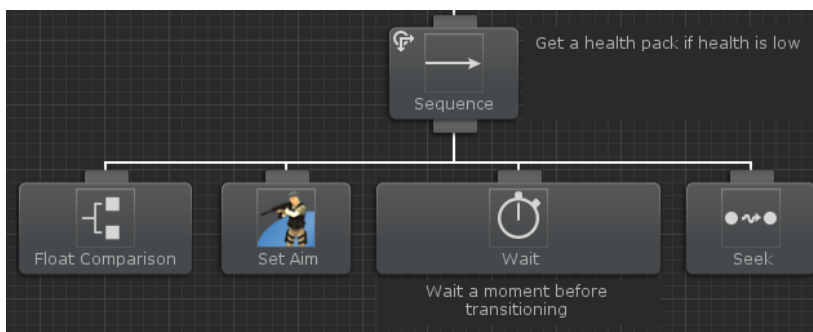 Get a health pack if health is low
Sequence
Float Comparison
Set Aim
Wait
Seek
Wait a moment before
transitioning